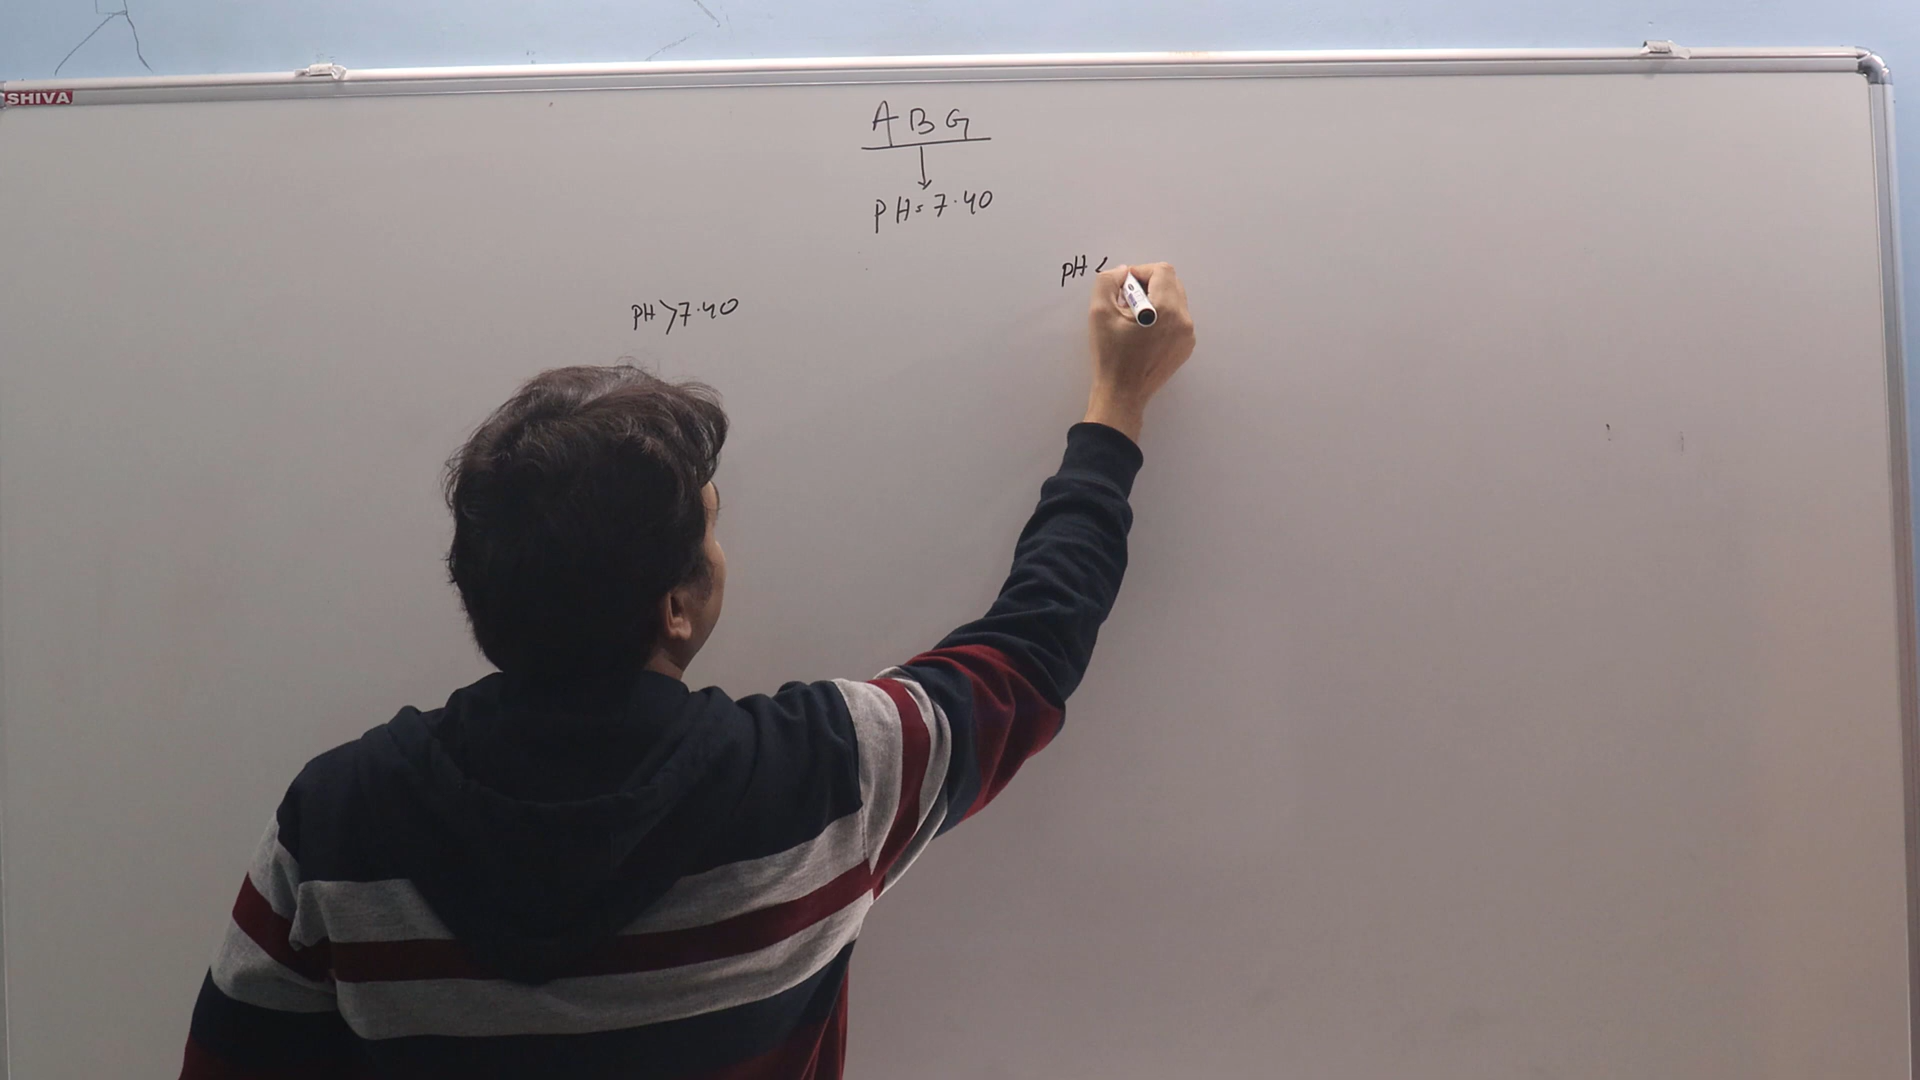 SHIVA
ABG
↓
PH = 7.40
pH <
PH > 7.40